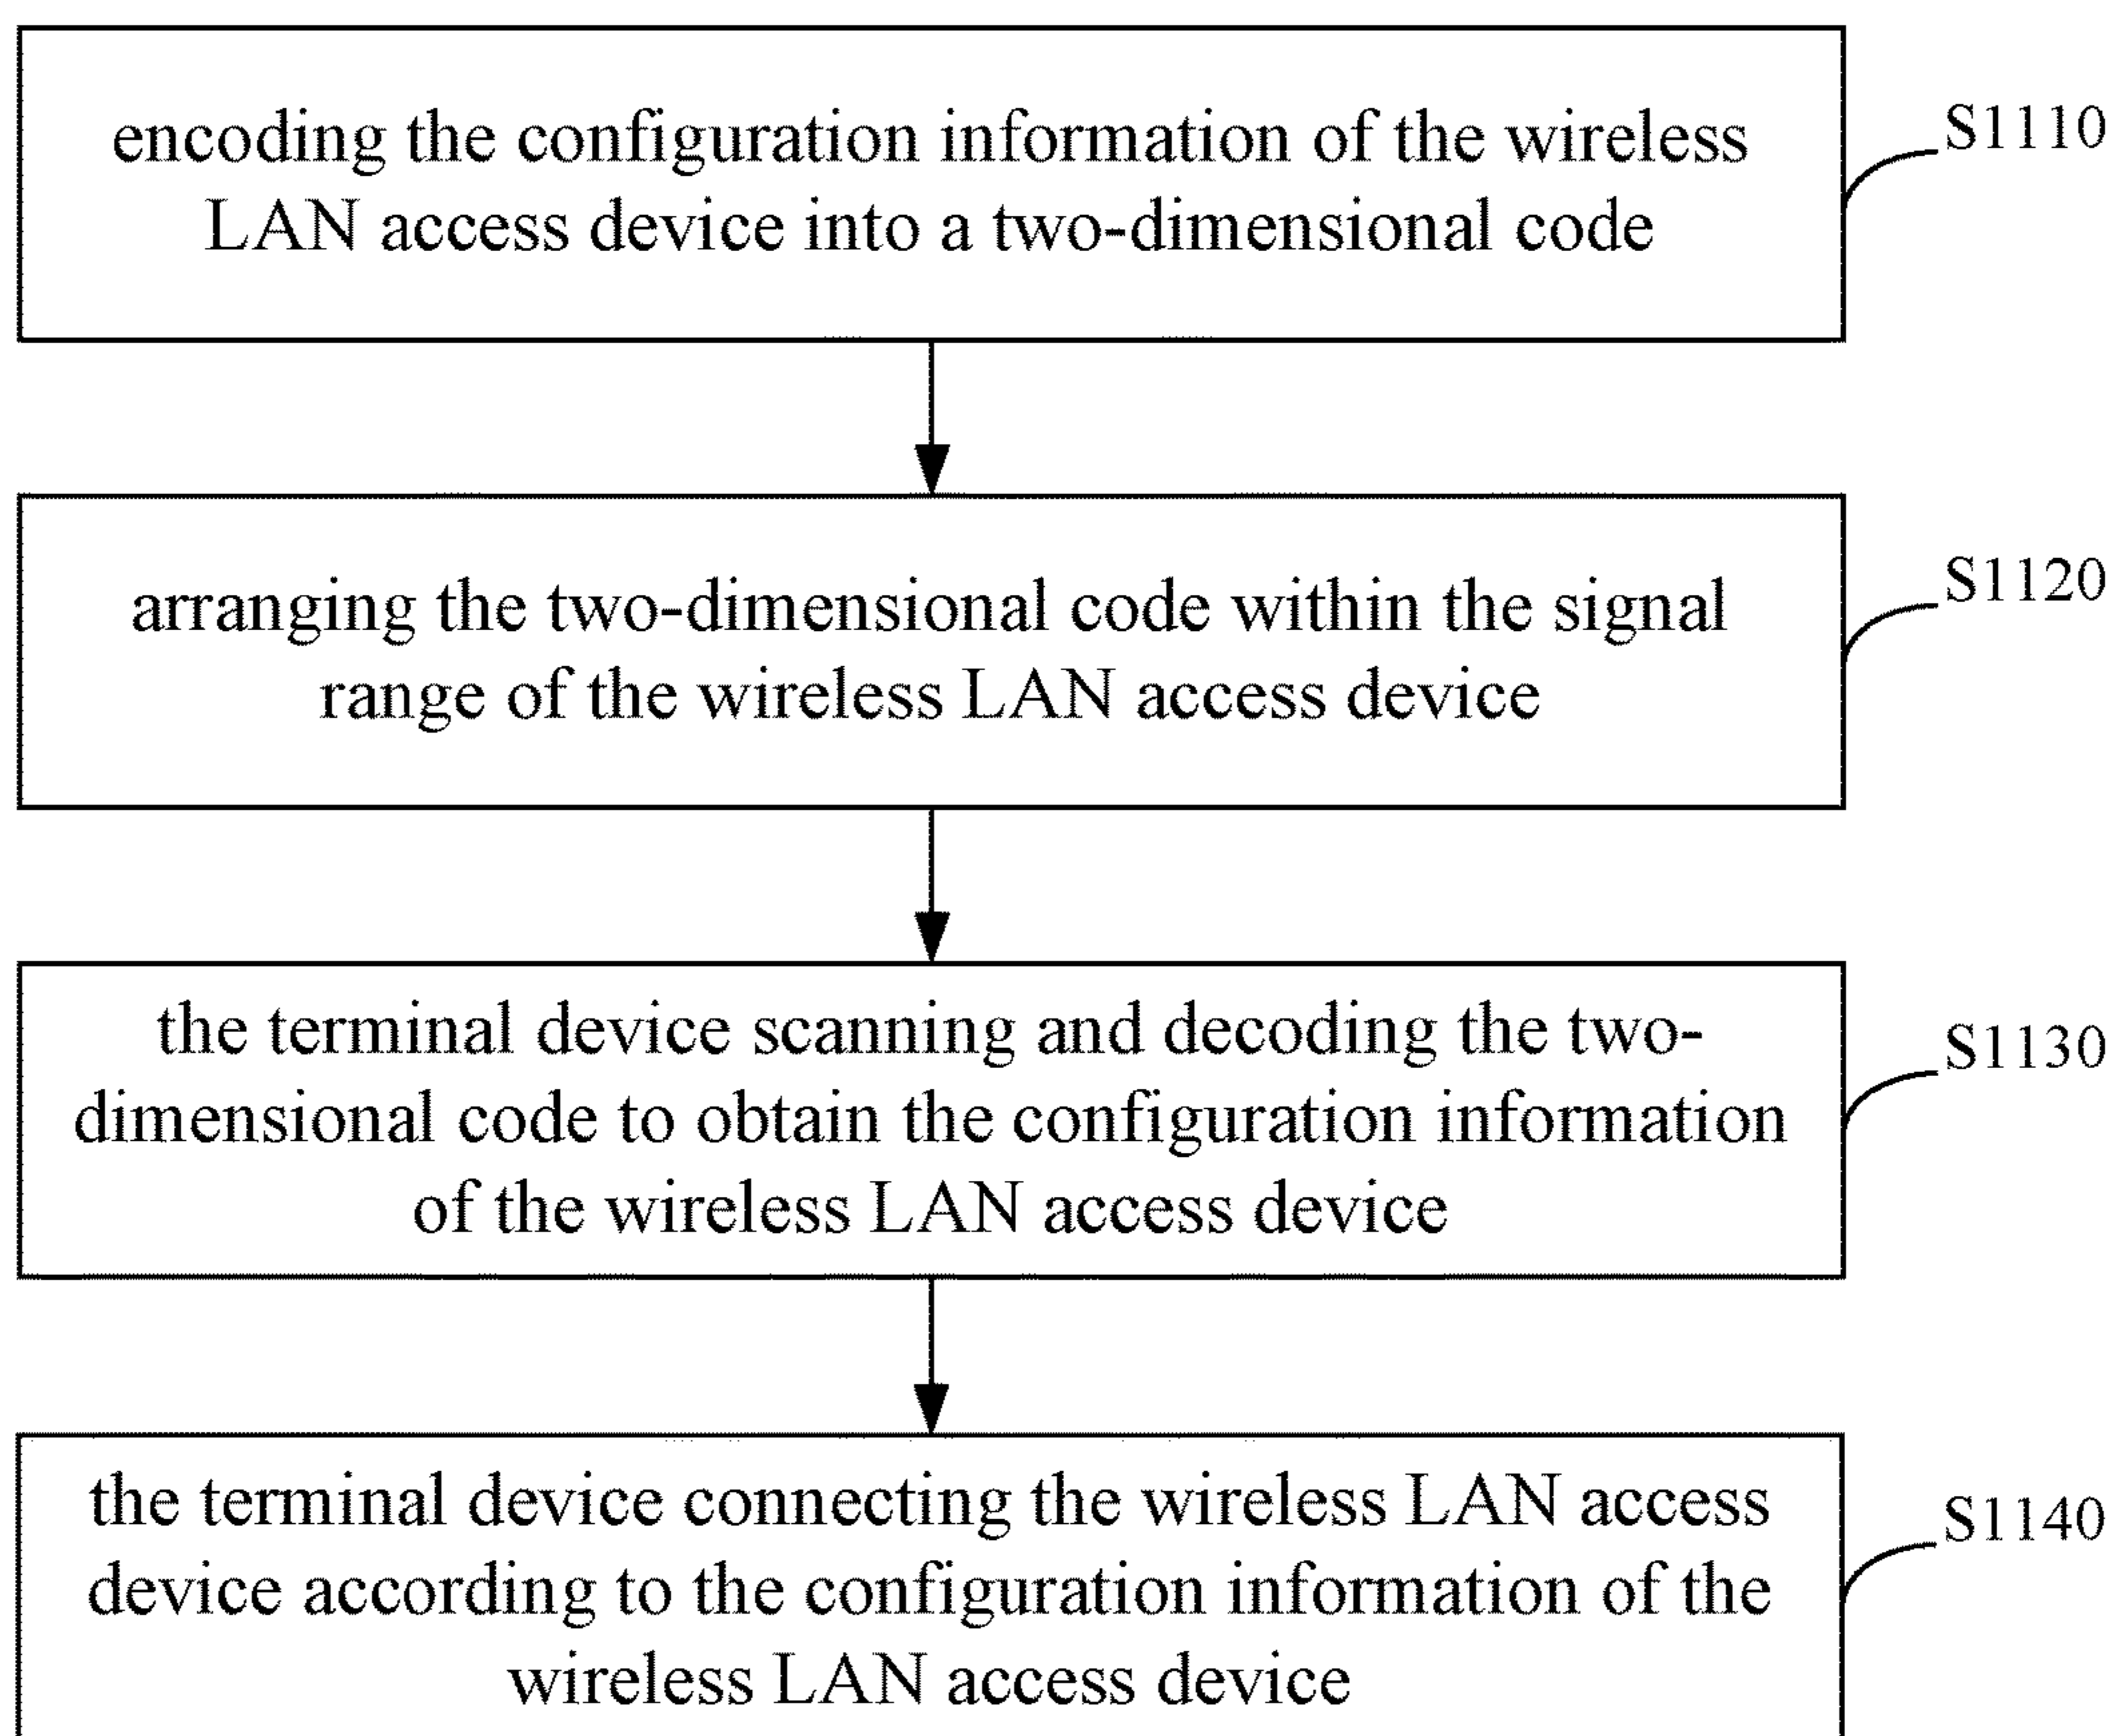 encoding the configuration information of the wireless
LAN access device into a two-dimensional code
S1110
arranging the two-dimensional code within the signal
range of the wireless LAN access device
S1120
the terminal device scanning and decoding the two-
dimensional code to obtain the configuration information
of the wireless LAN access device
S1130
the terminal device connecting the wireless LAN access
device according to the configuration information of the
wireless LAN access device
S1140